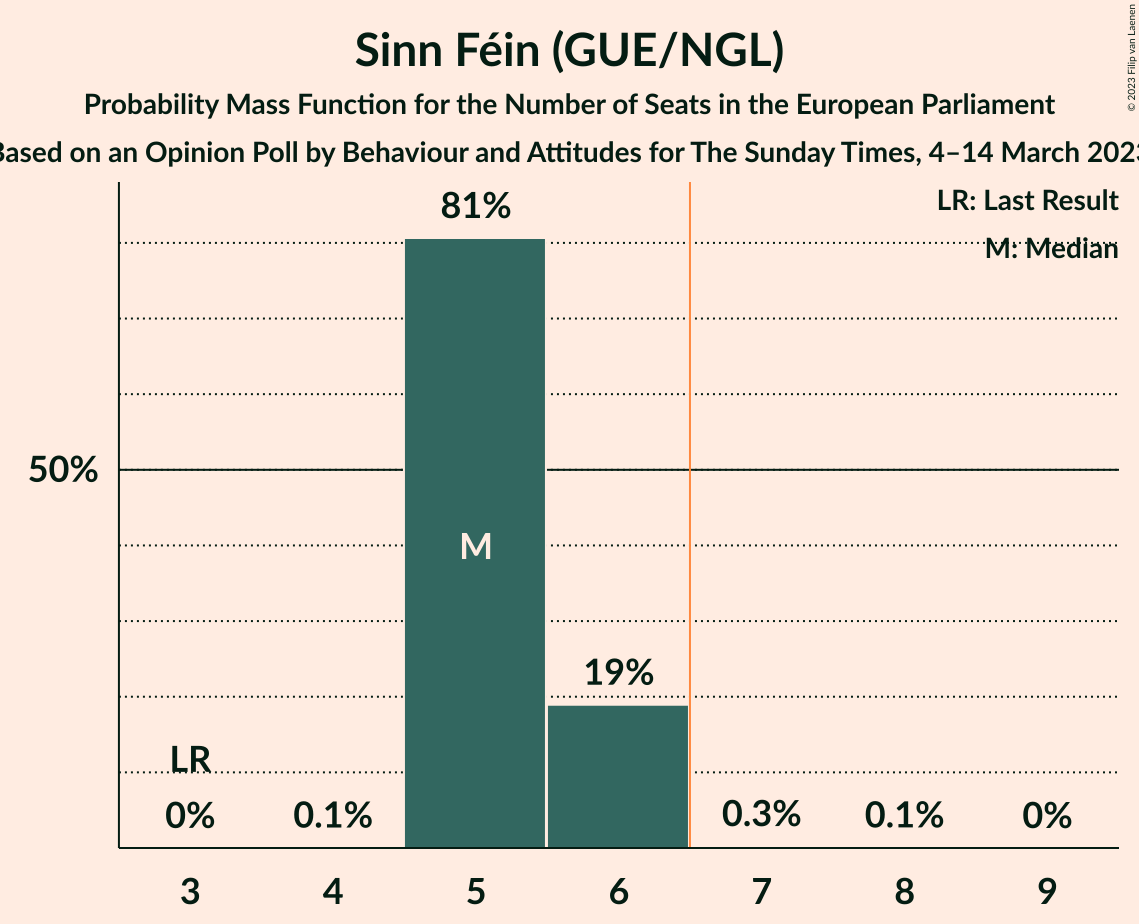 Sinn Féin (GUE/NGL)
Probability Mass Function for the Number of Seats in the European Parliament
Based on an Opinion Poll by Behaviour and Attitudes for The Sunday Times, 4–14 March 2023
© 2023 Filip van Laenen
LR: Last Result
M: Median
81%
50%
M
19%
LR
0% 0.1% 0.3% 0.1% 0%
3 4 5 6 7 8 9